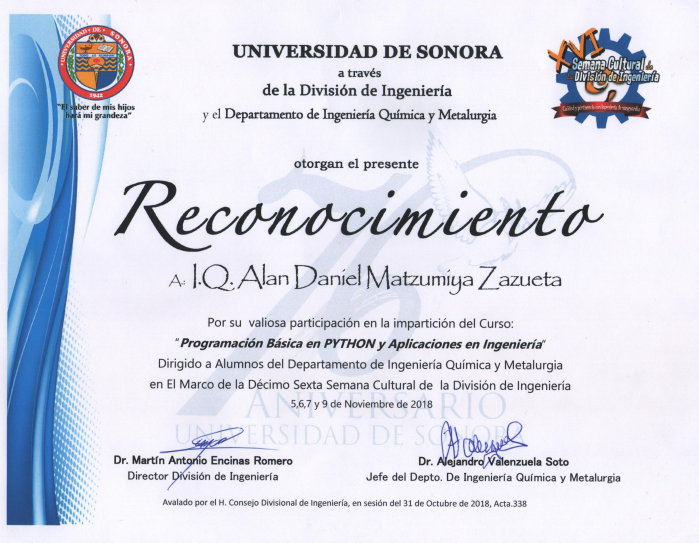 UNIVERSIDAD DE SONORA
1942
"El saber de mis hijos
hará mi grandeza"
UNIVERSIDAD DE SONORA
a través
de la División de Ingeniería
y el Departamento de Ingeniería Química y Metalurgia
XVI
Semana Cultural de
la División de Ingeniería
otorgan el presente
Reconocimiento
A: I.Q. Alan Daniel Matzumiya Zazueta
Por su valiosa participación en la impartición del Curso:
"Programación Básica en PYTHON y Aplicaciones en Ingeniería"
Dirigido a Alumnos del Departamento de Ingeniería Química y Metalurgia
en El Marco de la Décimo Sexta Semana Cultural de la División de Ingeniería
5,6,7 y 9 de Noviembre de 2018
76
ANIVERSARIO
UNIVERSIDAD DE SONORA
Dr. Martín Antonio Encinas Romero
Director División de Ingeniería
Dr. Alejandro Valenzuela Soto
Jefe del Depto. De Ingeniería Química y Metalurgia
Avalado por el H. Consejo Divisional de Ingeniería, en sesión del 31 de Octubre de 2018, Acta.338